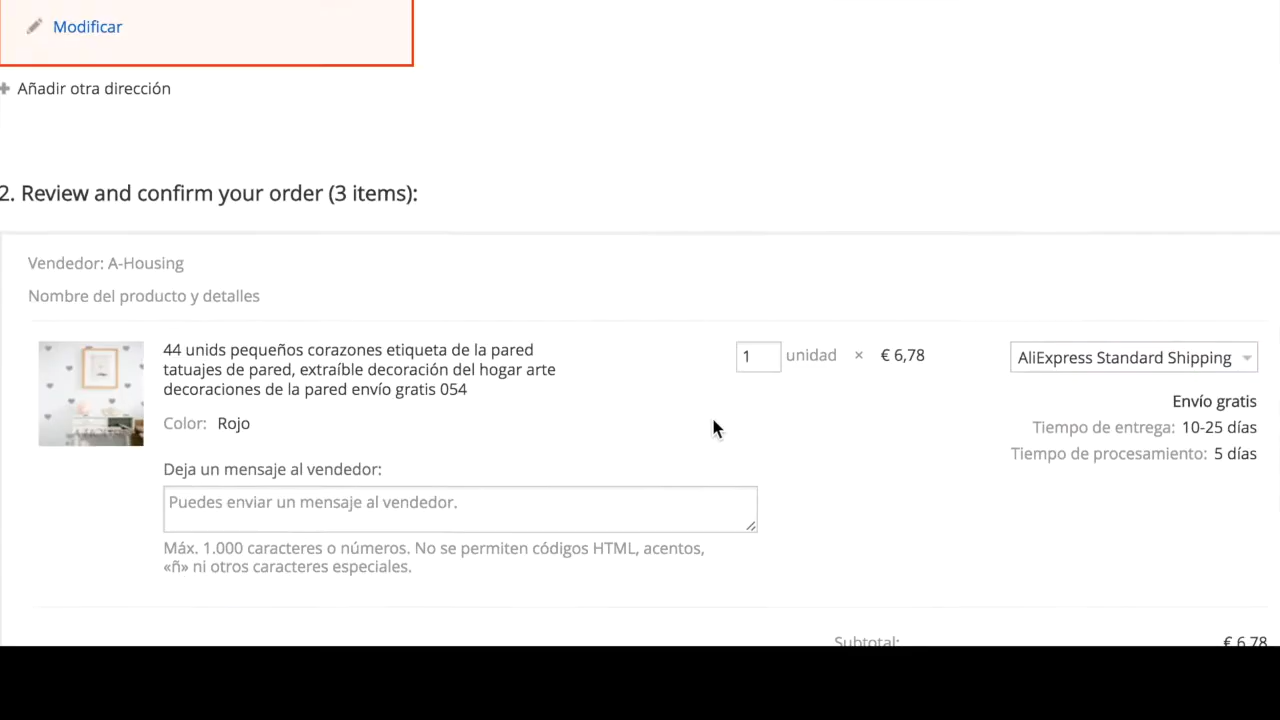 Modificar
Añadir otra dirección
2. Review and confirm your order (3 items):
Vendedor: A-Housing
Nombre del producto y detalles
44 unids pequeños corazones etiqueta de la pared
tatuajes de pared, extraíble decoración del hogar arte
decoraciones de la pared envío gratis 054
Color: Rojo
1 unidad × € 6,78
AliExpress Standard Shipping
Envío gratis
Tiempo de entrega: 10-25 días
Tiempo de procesamiento: 5 días
Deja un mensaje al vendedor:
Puedes enviar un mensaje al vendedor.
Máx. 1.000 caracteres o números. No se permiten códigos HTML, acentos,
«ñ» ni otros caracteres especiales.
Subtotal: € 6,78